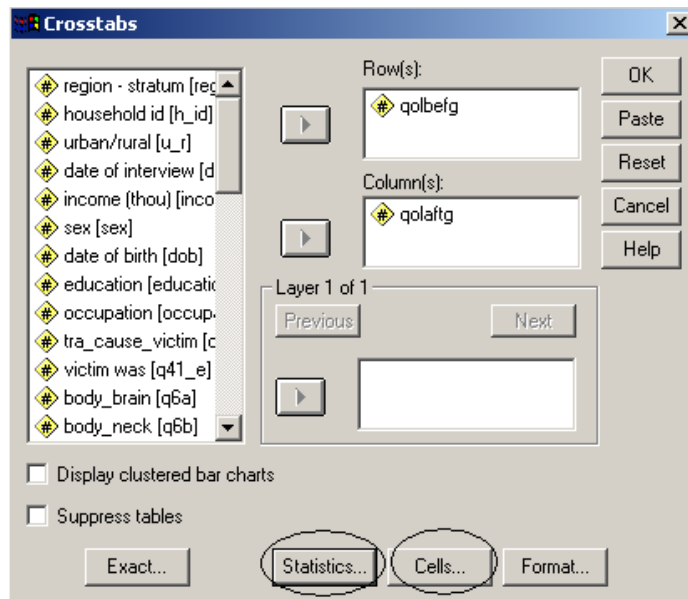 Crosstabs
region - stratum [reg
household id [h_id]
urban/rural [u_r]
date of interview [d
income (thou) [inco
sex [sex]
date of birth [dob]
education [educatio
occupation [occupa
tra_cause_victim [c
victim was [q41_e]
body_brain [q6a]
body_neck [q6b]
Row(s):
qolbefg
Column(s):
qolaftg
Layer 1 of 1
Previous
Next
OK
Paste
Reset
Cancel
Help
Display clustered bar charts
Suppress tables
Exact...
Statistics...
Cells...
Format...